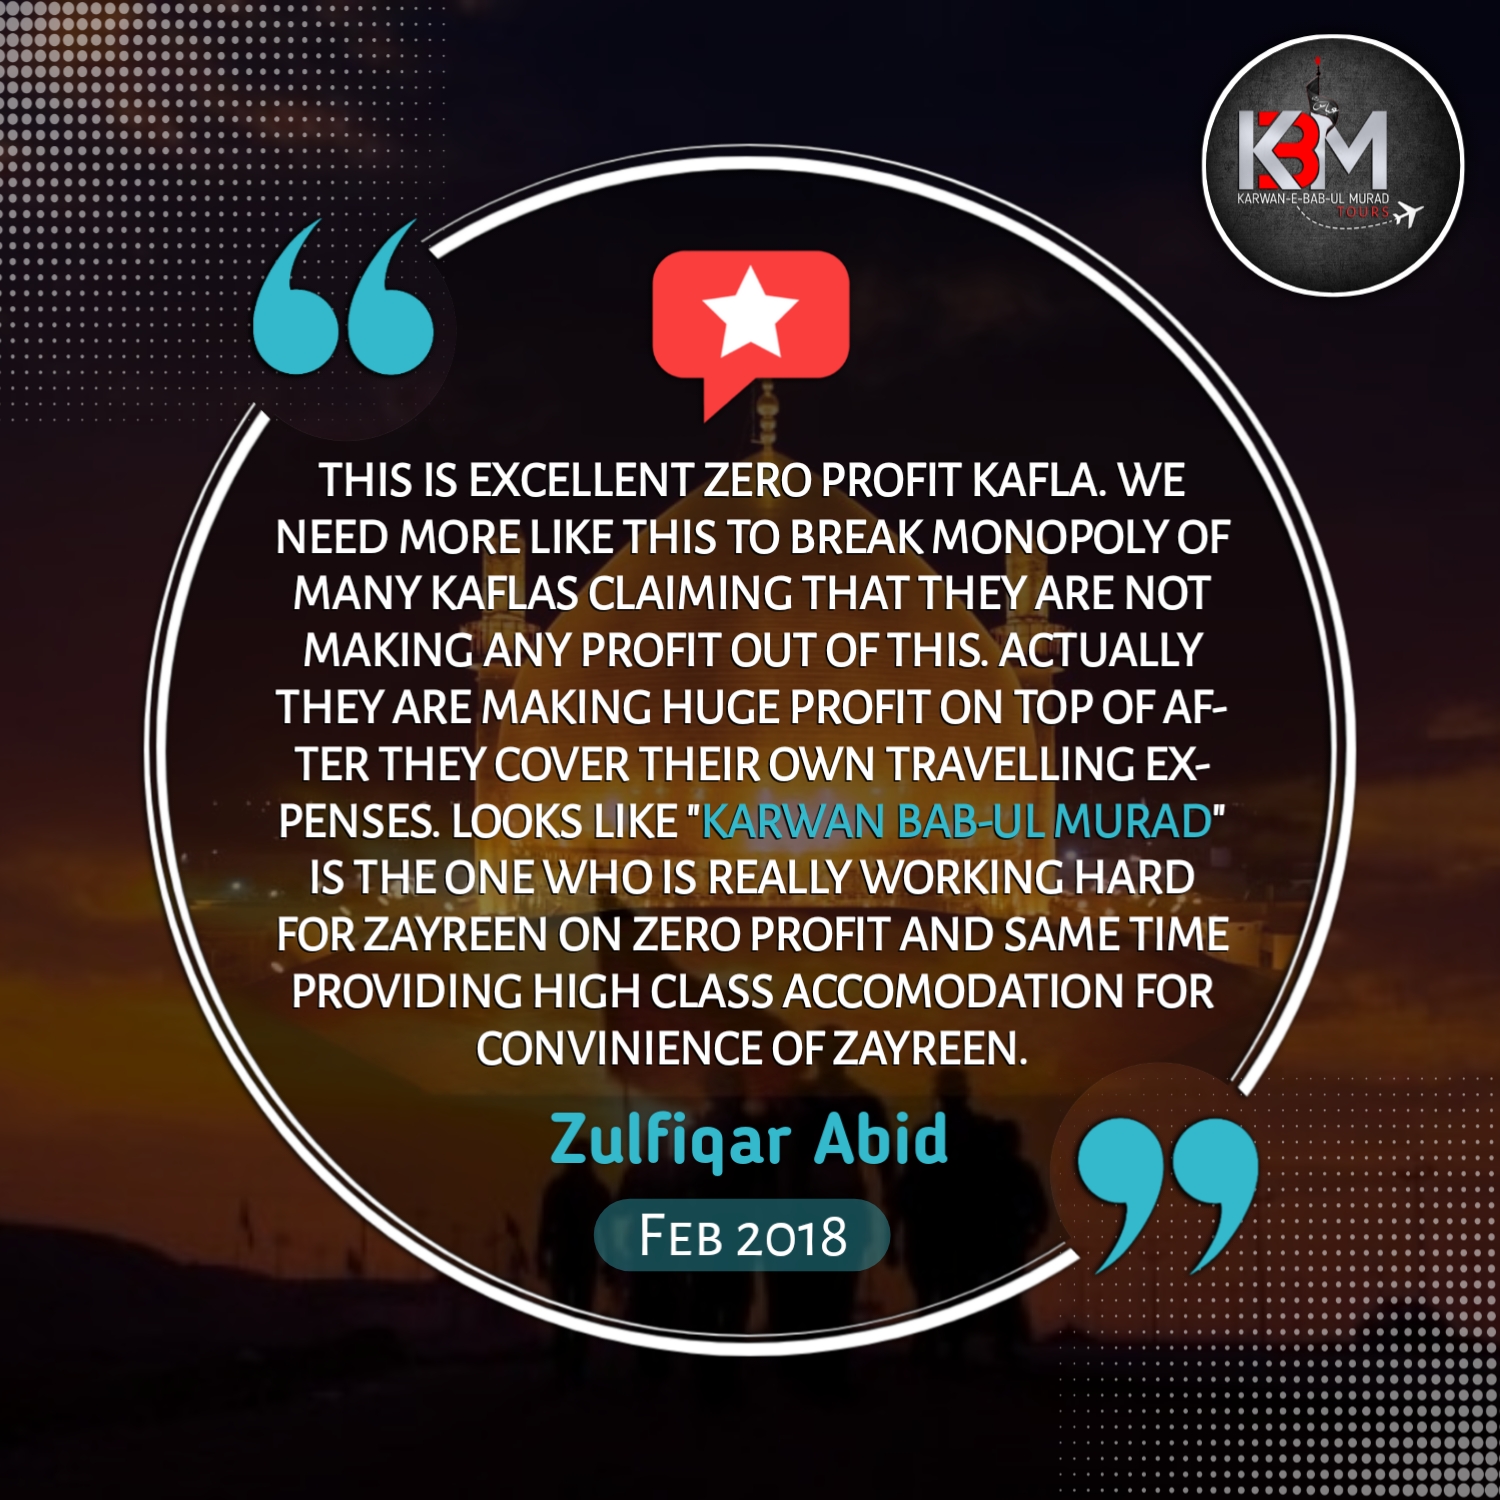 KBM
KARWAN-E-BAB-UL MURAD
TOURS
THIS IS EXCELLENT ZERO PROFIT KAFLA. WE
NEED MORE LIKE THIS TO BREAK MONOPOLY OF
MANY KAFLAS CLAIMING THAT THEY ARE NOT
MAKING ANY PROFIT OUT OF THIS. ACTUALLY
THEY ARE MAKING HUGE PROFIT ON TOP OF AF-
TER THEY COVER THEIR OWN TRAVELLING EX-
PENSES. LOOKS LIKE "KARWAN BAB-UL MURAD"
IS THE ONE WHO IS REALLY WORKING HARD
FOR ZAYREEN ON ZERO PROFIT AND SAME TIME
PROVIDING HIGH CLASS ACCOMODATION FOR
CONVINIENCE OF ZAYREEN.
Zulfiqar Abid
FEB 2018